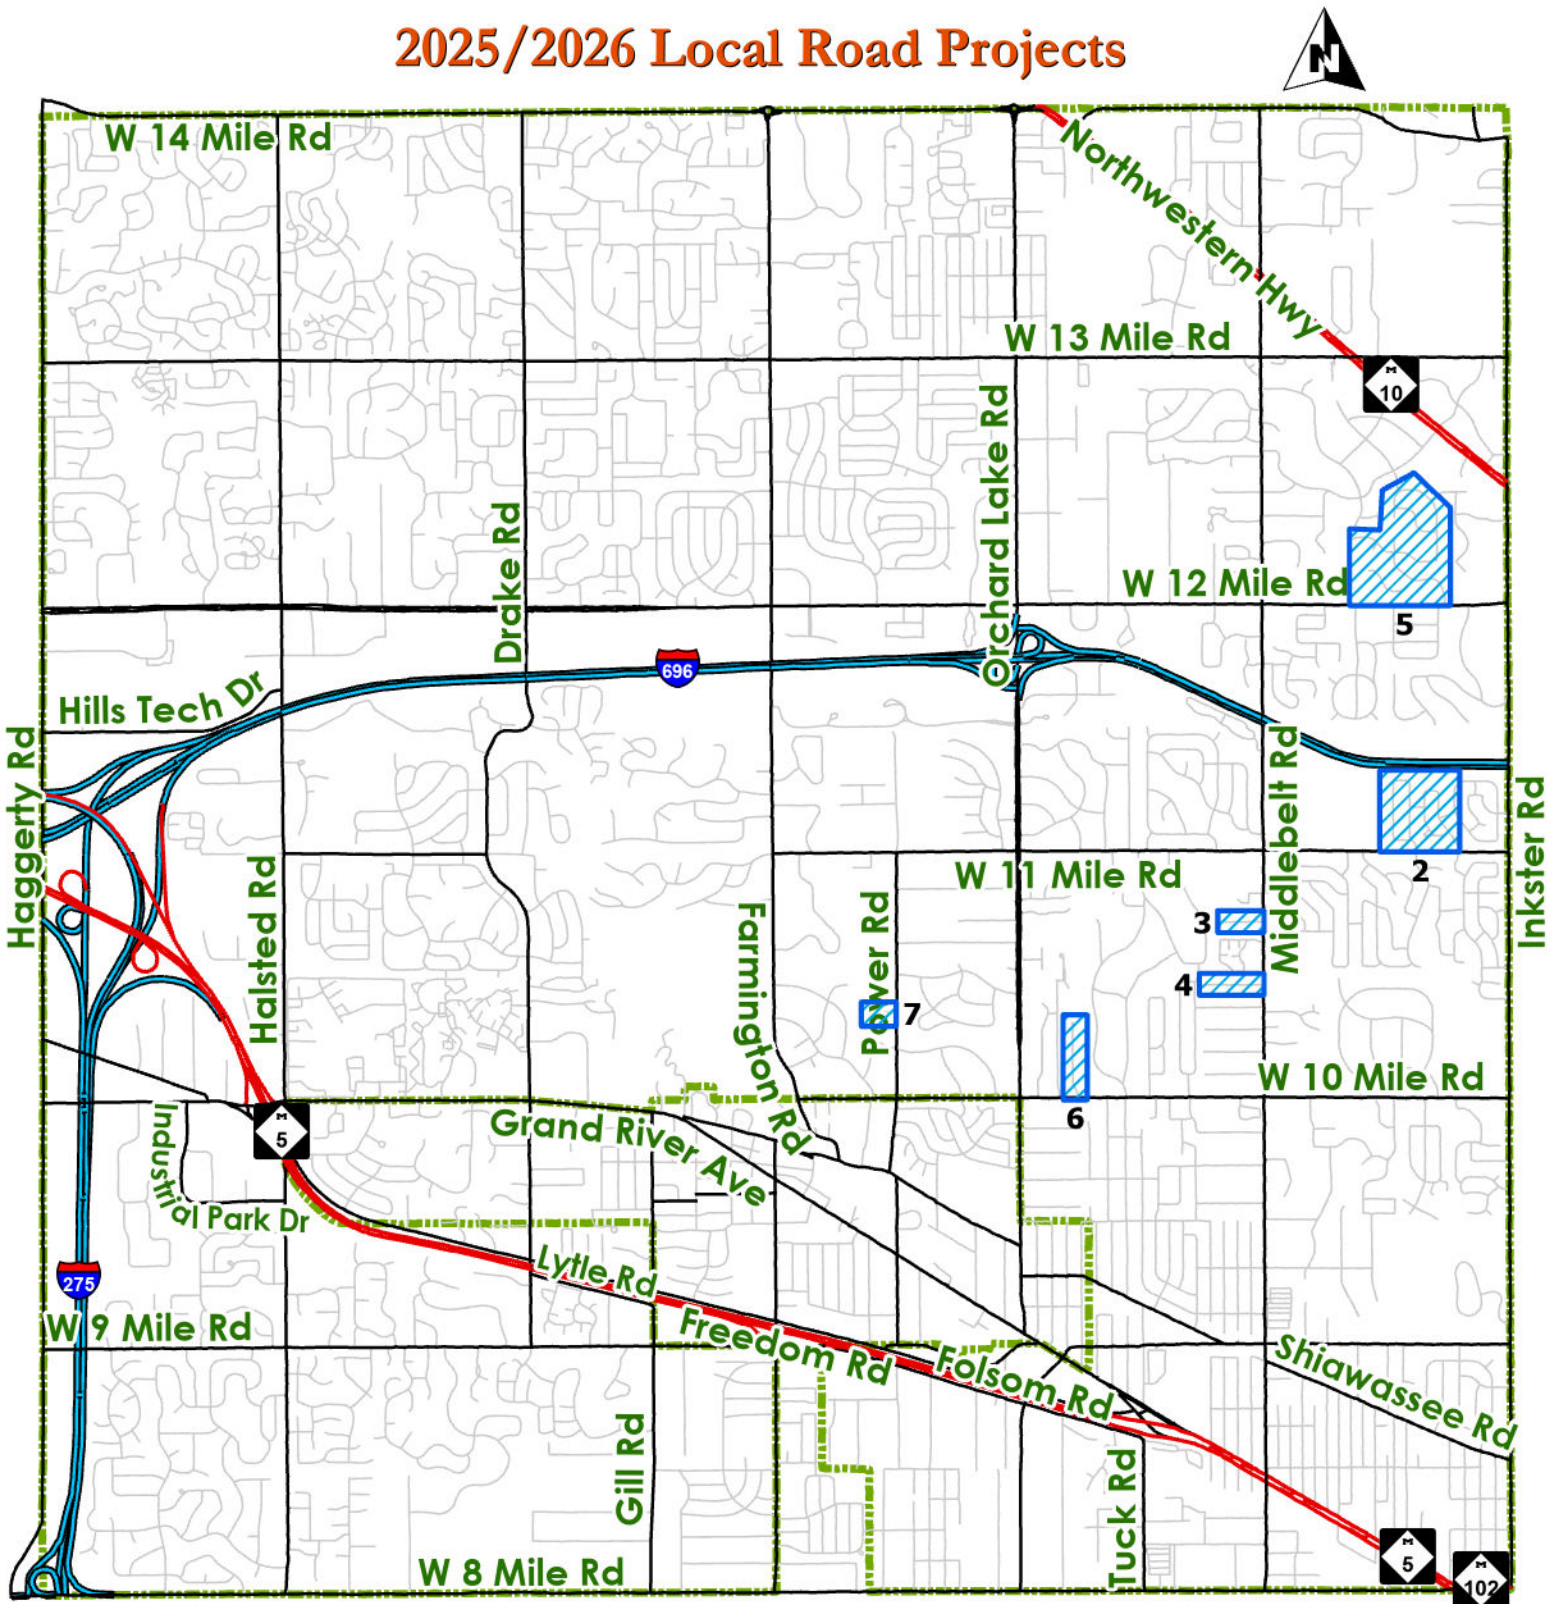 2025/2026 Local Road Projects
N
W 14 Mile Rd
Northwestern Hwy
W 13 Mile Rd
M
10
Orchard Lake Rd
Drake Rd
W 12 Mile Rd
5
696
Hills Tech Dr
Haggerty Rd
Middlebelt Rd
Inkster Rd
2
W 11 Mile Rd
Halsted Rd
Farmington Rd
Power Rd
3
4
7
W 10 Mile Rd
6
M
5
Grand River Ave
Industrial Park Dr
Lytle Rd
275
W 9 Mile Rd
Freedom Rd
Folsom Rd
Shiawassee Rd
Gill Rd
Tuck Rd
W 8 Mile Rd
M
5
M
102